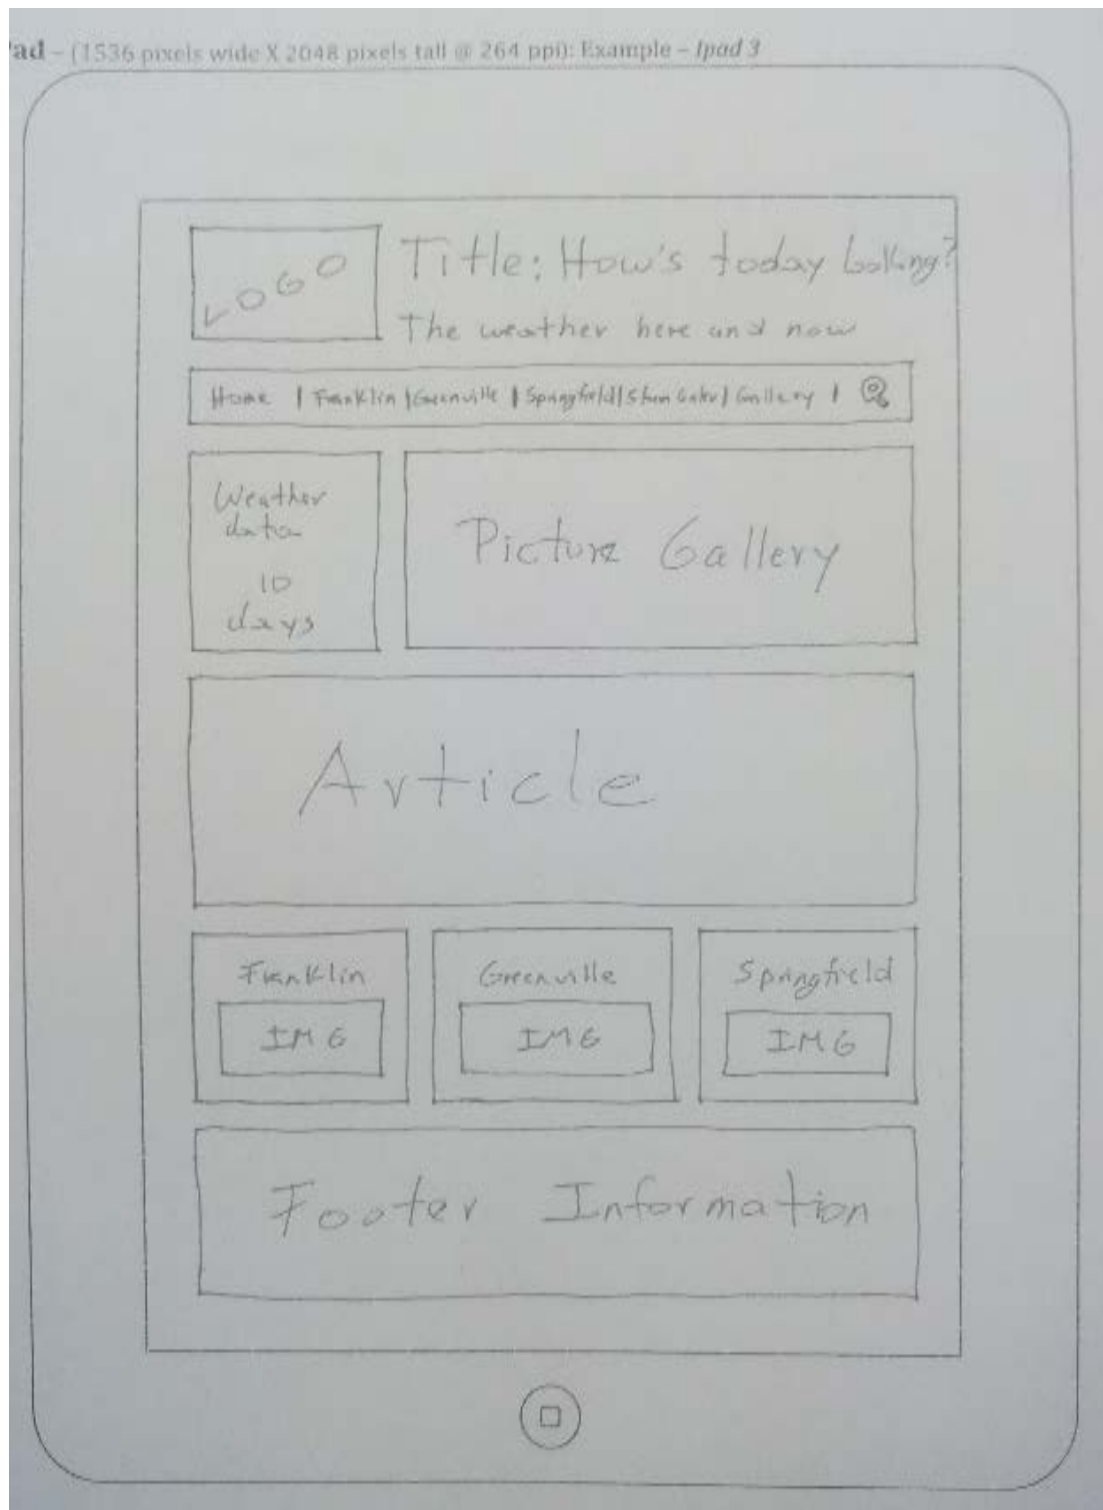 Pad – (1536 pixels wide X 2048 pixels tall @ 264 ppi): Example – Ipad 3
LOGO
Title: How's today looking?
The weather here and now
Home | Franklin | Greenville | Springfield | Storm Center | Gallery |
Weather
data
10
days
Picture Gallery
Article
Franklin
IMG
Greenville
IMG
Springfield
IMG
Footer Information